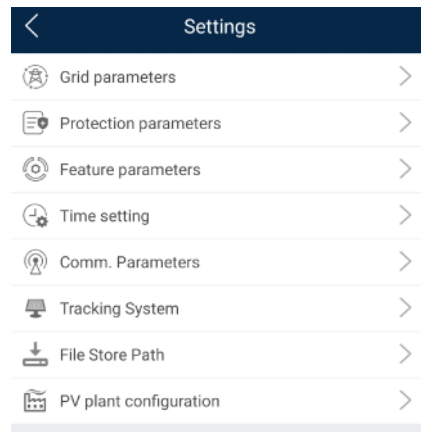 Settings
Grid parameters
Protection parameters
Feature parameters
Time setting
Comm. Parameters
Tracking System
File Store Path
PV plant configuration